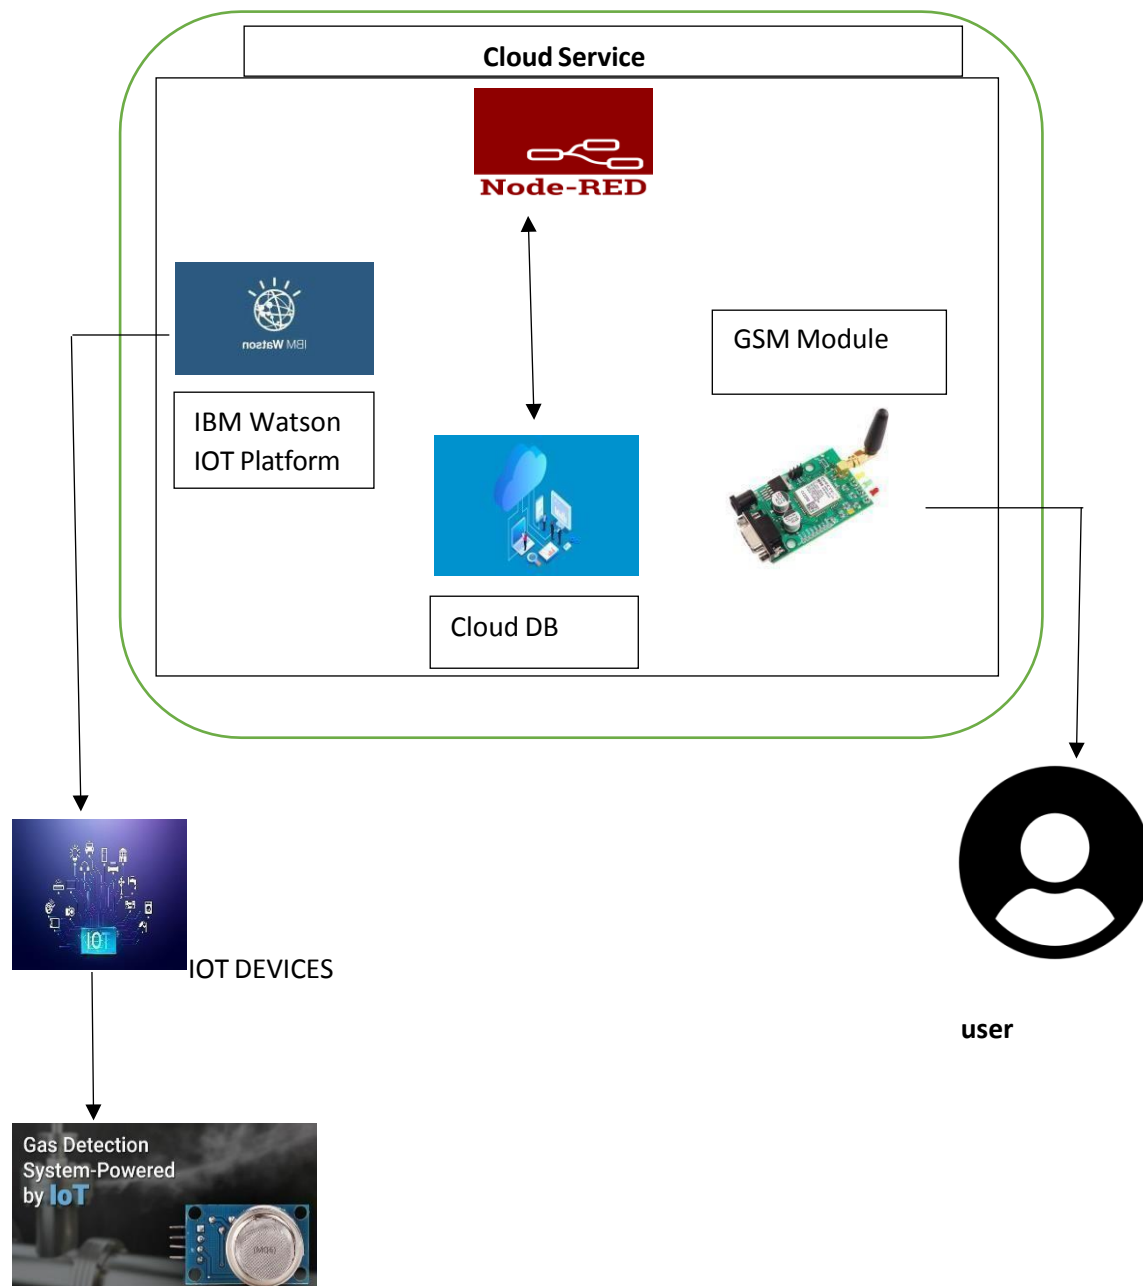 Cloud Service
Node-RED
IBM Watson
IBM Watson
IOT Platform
GSM Module
Cloud DB
IOT
IOT DEVICES
user
Gas Detection
System-Powered
by IoT
(MQ6)